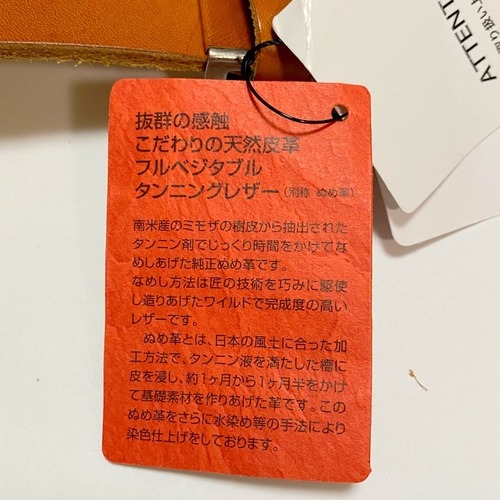 抜群の感触
こだわりの天然皮革
フルベジタブル
タンニングレザー（別称 ぬめ革）
南米産のミモザの樹皮から抽出された
タンニン剤でじっくり時間をかけてな
めしあげた純正ぬめ革です。
なめし方法は匠の技術を巧みに駆使
し造りあげたワイルドで完成度の高い
レザーです。
ぬめ革とは、日本の風土に合った加
工方法で、タンニン液を満たした槽に
皮を浸し、約1ヶ月から1ヶ月半をかけ
て基礎素材を作りあげた革です。この
ぬめ革をさらに水染め等の手法により
染色仕上げをしております。
ATTENT
り扱い上